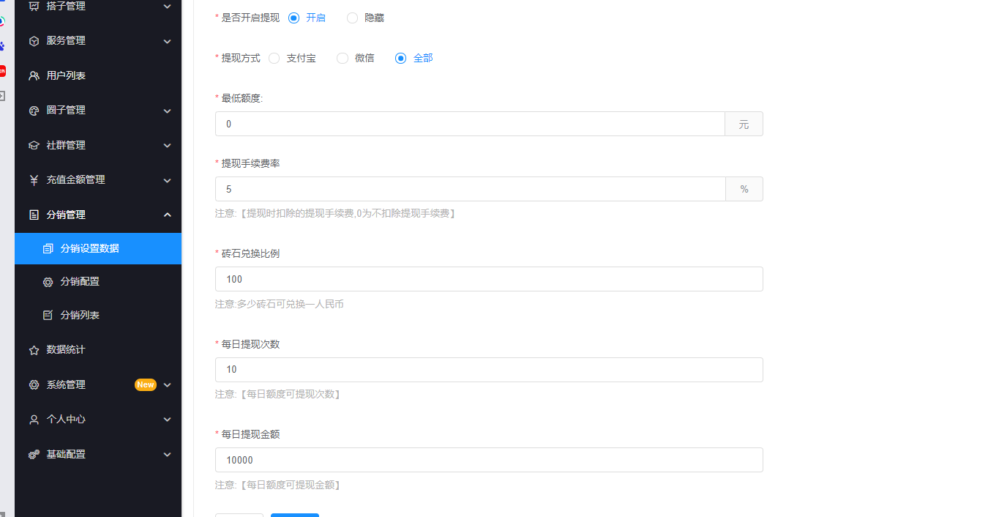 搭子管理
服务管理
用户列表
圈子管理
社群管理
充值金额管理
分销管理
分销设置数据
分销配置
分销列表
数据统计
系统管理 New
个人中心
基础配置
* 是否开启提现 开启 隐藏
* 提现方式 支付宝 微信 全部
* 最低额度:
0 元
* 提现手续费率
5 %
注意:【提现时扣除的提现手续费,0为不扣除提现手续费】
* 砖石兑换比例
100
注意:多少砖石可兑换一人民币
* 每日提现次数
10
注意:【每日额度可提现次数】
* 每日提现金额
10000
注意:【每日额度可提现金额】